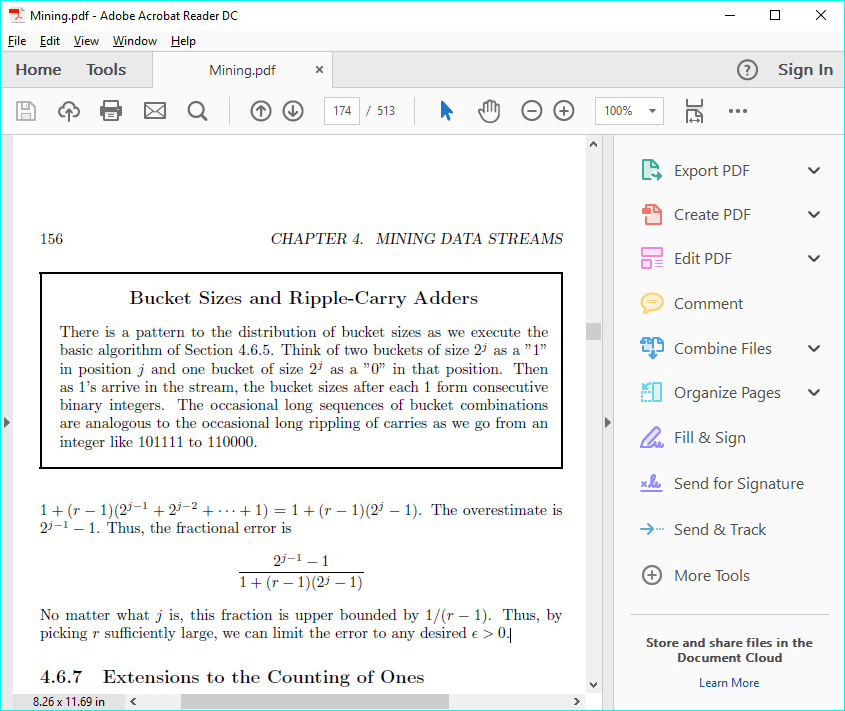 Mining.pdf - Adobe Acrobat Reader DC
File Edit View Window Help
Home Tools Mining.pdf × ? Sign In
174 / 513 100%
156 CHAPTER 4. MINING DATA STREAMS
Bucket Sizes and Ripple-Carry Adders
There is a pattern to the distribution of bucket sizes as we execute the
basic algorithm of Section 4.6.5. Think of two buckets of size 2^j as a ”1”
in position j and one bucket of size 2^j as a ”0” in that position. Then
as 1’s arrive in the stream, the bucket sizes after each 1 form consecutive
binary integers. The occasional long sequences of bucket combinations
are analogous to the occasional long rippling of carries as we go from an
integer like 101111 to 110000.
1 + (r − 1)(2^{j−1} + 2^{j−2} + · · · + 1) = 1 + (r − 1)(2^j − 1). The overestimate is
2^{j−1} − 1. Thus, the fractional error is
2^{j−1} − 1
1 + (r − 1)(2^j − 1)
No matter what j is, this fraction is upper bounded by 1/(r − 1). Thus, by
picking r sufficiently large, we can limit the error to any desired ϵ > 0.
4.6.7 Extensions to the Counting of Ones
8.26 x 11.69 in
Export PDF
Create PDF
Edit PDF
Comment
Combine Files
Organize Pages
Fill & Sign
Send for Signature
Send & Track
More Tools
Store and share files in the
Document Cloud
Learn More